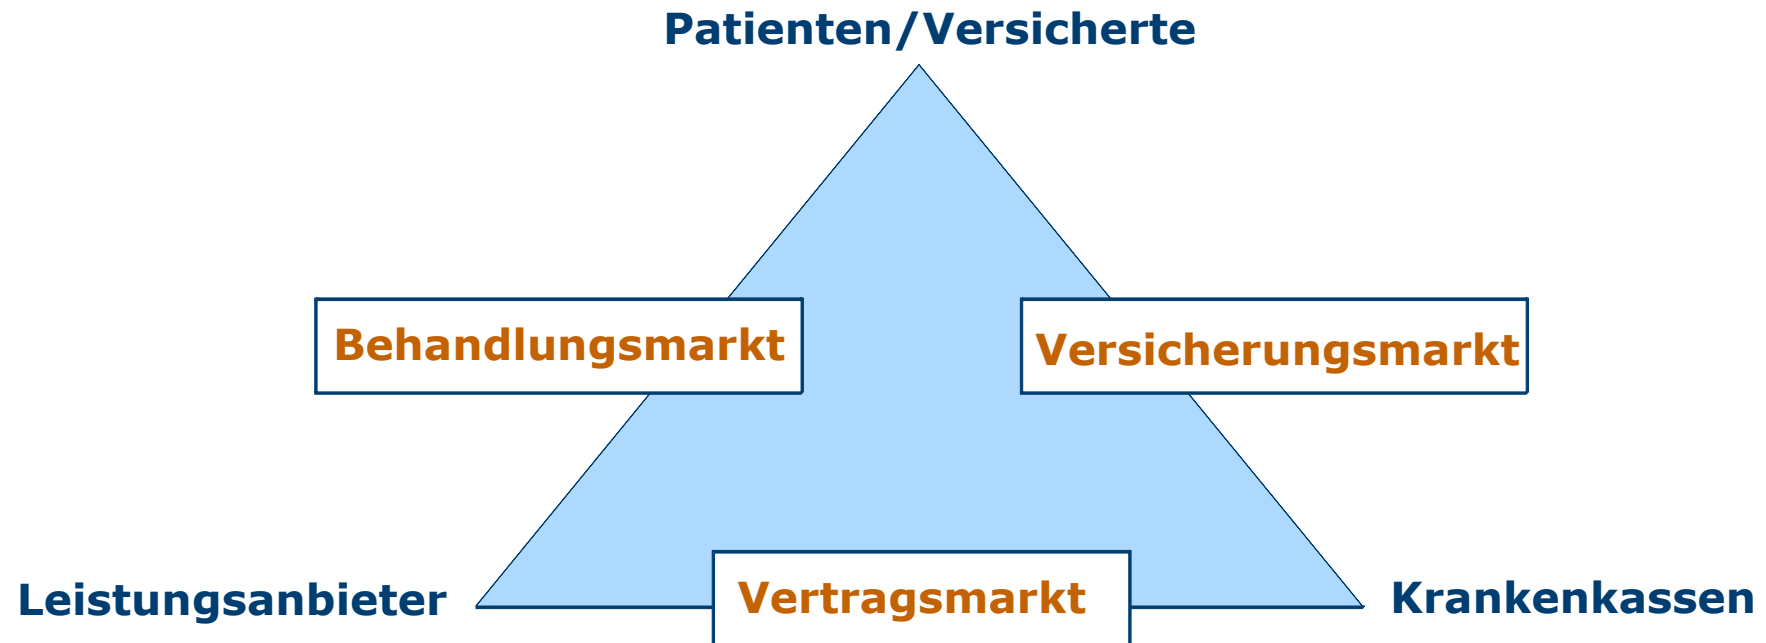 Patienten/Versicherte
Behandlungsmarkt
Versicherungsmarkt
Leistungsanbieter
Vertragsmarkt
Krankenkassen